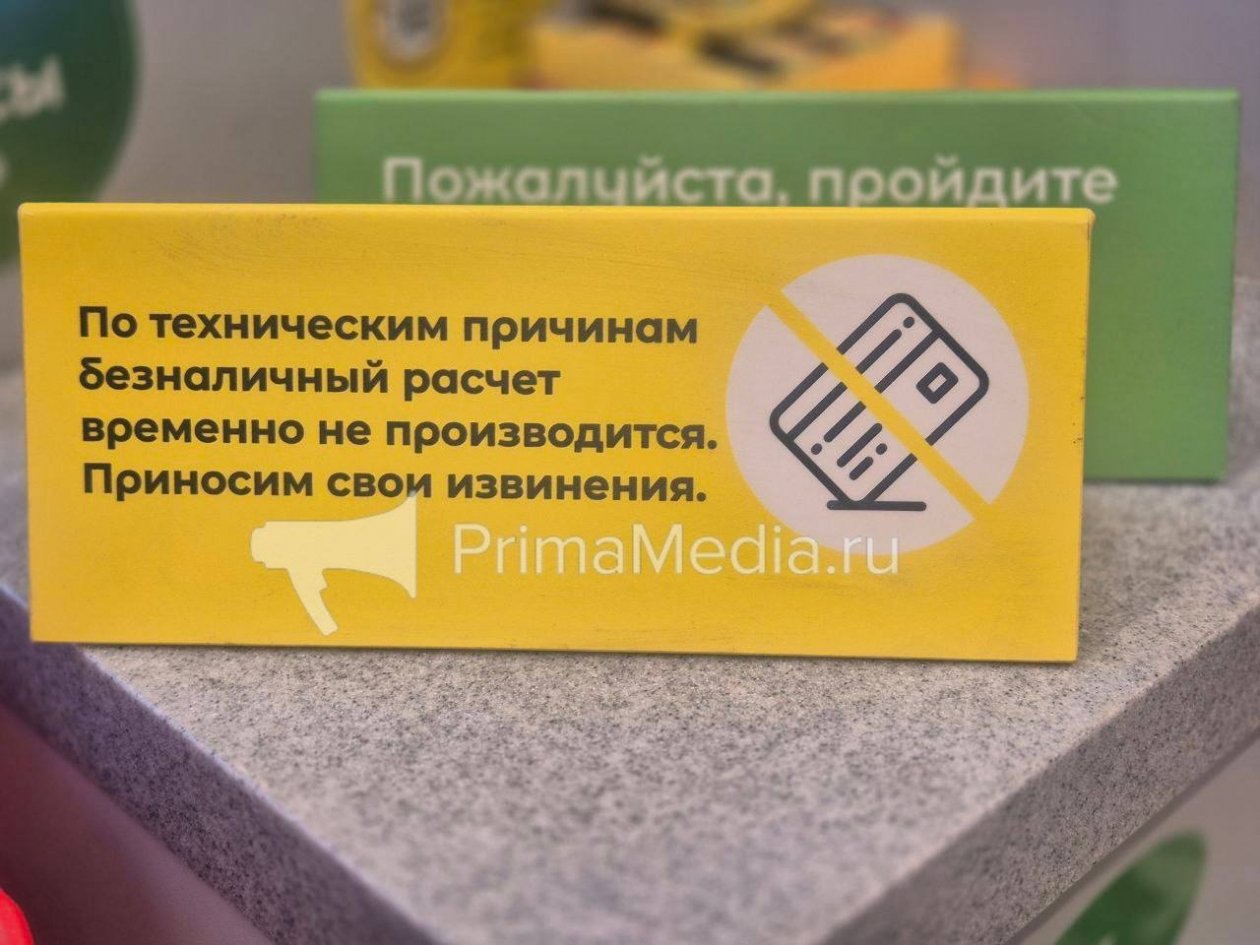 Пожалуйста, пройдите
По техническим причинам
безналичный расчет
временно не производится.
Приносим свои извинения.
PrimaMedia.ru